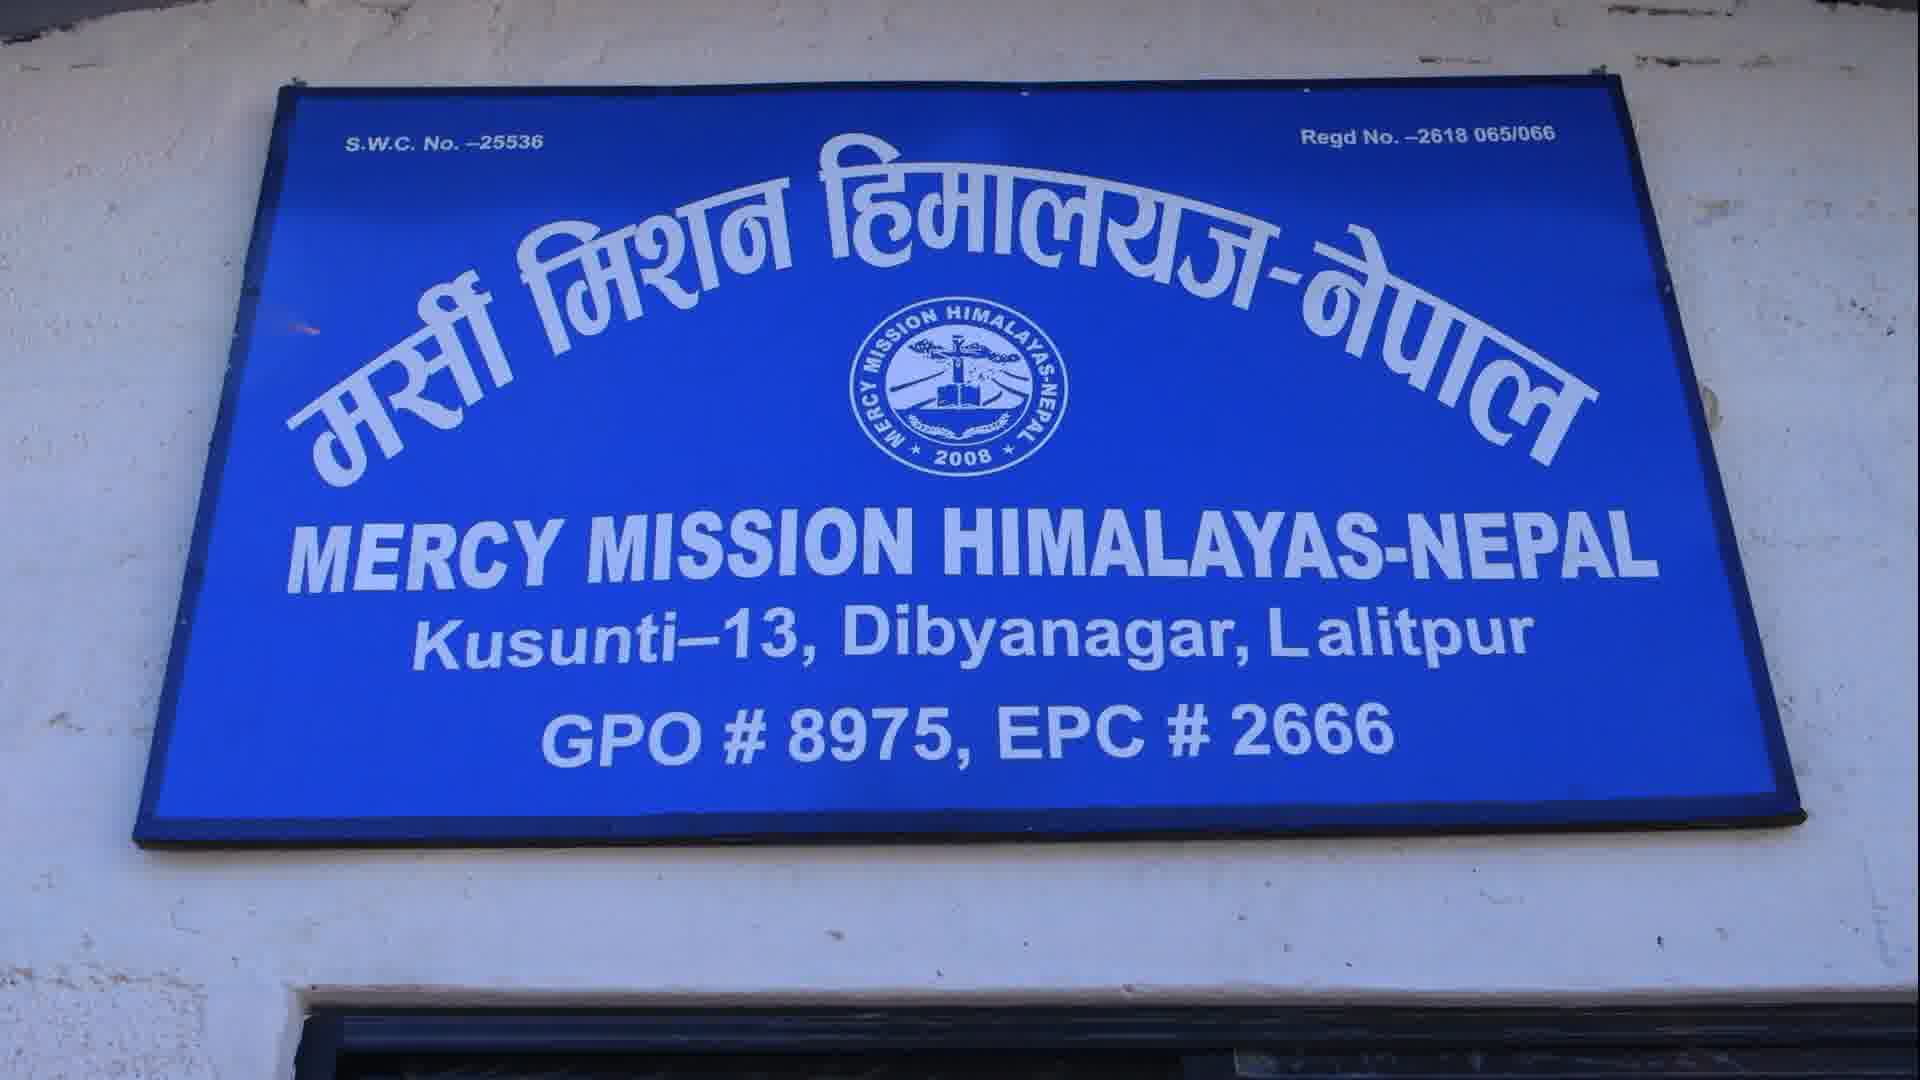 S.W.C. No. –25536
Regd No. –2618 065/066
मर्सी मिशन हिमालयज-नेपाल
MERCY MISSION HIMALAYAS-NEPAL
2008
MERCY MISSION HIMALAYAS-NEPAL
Kusunti–13, Dibyanagar, Lalitpur
GPO # 8975, EPC # 2666